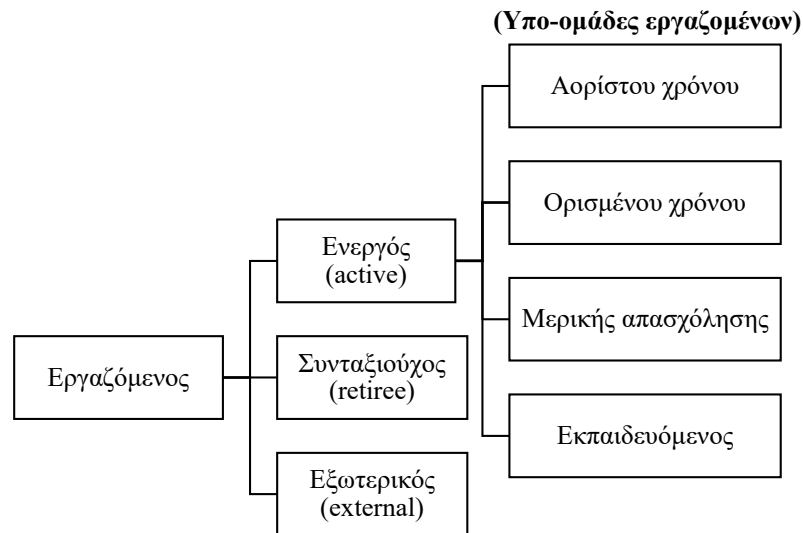 (Υπο-ομάδες εργαζομένων)
Αορίστου χρόνου
Ορισμένου χρόνου
Ενεργός
(active)
Μερικής απασχόλησης
Εργαζόμενος
Συνταξιούχος
(retiree)
Εκπαιδευόμενος
Εξωτερικός
(external)